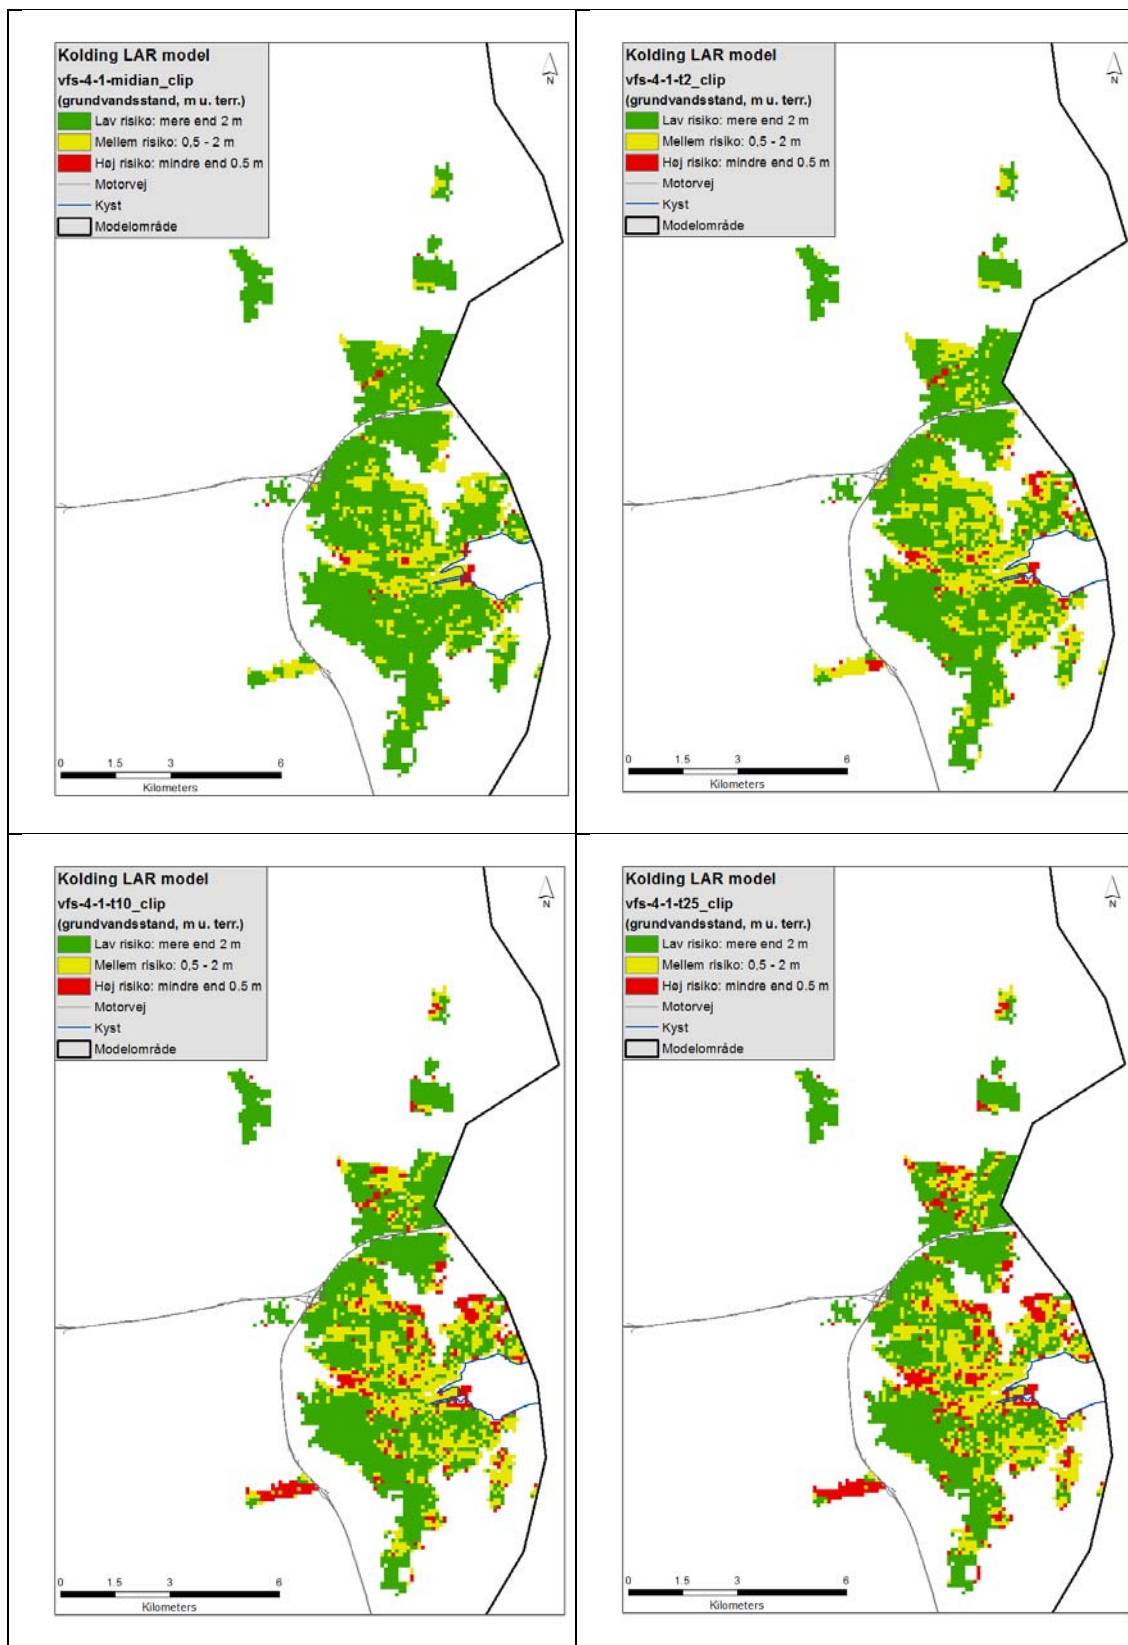 Kolding LAR model
vfs-4-1-midian_clip
(grundvandsstand, m u. terr.)
Lav risiko: mere end 2 m
Mellem risiko: 0,5 - 2 m
Høj risiko: mindre end 0.5 m
Motorvej
Kyst
Modelområde
N
0 1.5 3 6
Kilometers
Kolding LAR model
vfs-4-1-t2_clip
(grundvandsstand, m u. terr.)
Lav risiko: mere end 2 m
Mellem risiko: 0,5 - 2 m
Høj risiko: mindre end 0.5 m
Motorvej
Kyst
Modelområde
N
0 1.5 3 6
Kilometers
Kolding LAR model
vfs-4-1-t10_clip
(grundvandsstand, m u. terr.)
Lav risiko: mere end 2 m
Mellem risiko: 0,5 - 2 m
Høj risiko: mindre end 0.5 m
Motorvej
Kyst
Modelområde
N
0 1.5 3 6
Kilometers
Kolding LAR model
vfs-4-1-t25_clip
(grundvandsstand, m u. terr.)
Lav risiko: mere end 2 m
Mellem risiko: 0,5 - 2 m
Høj risiko: mindre end 0.5 m
Motorvej
Kyst
Modelområde
N
0 1.5 3 6
Kilometers